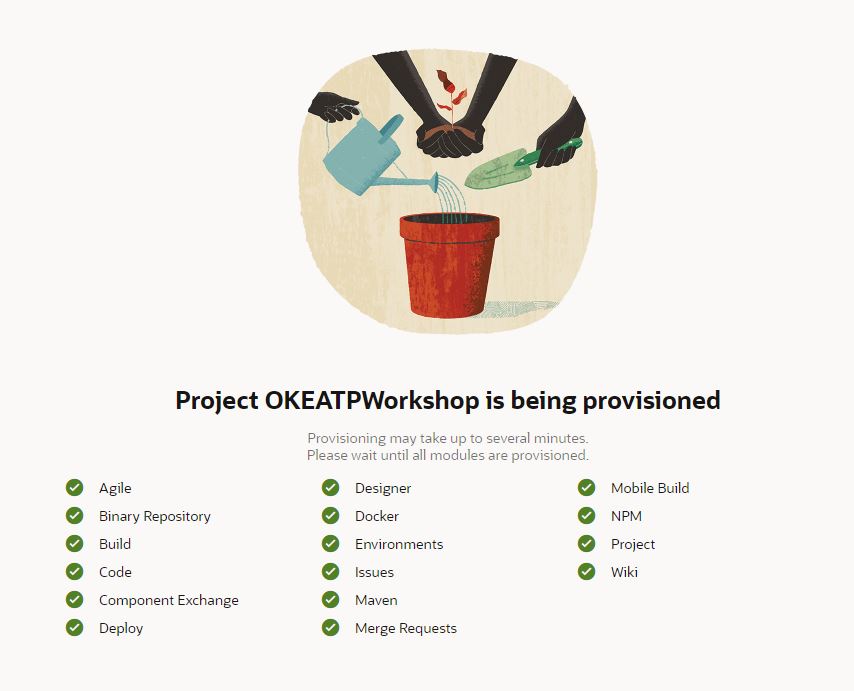 Project OKEATPWorkshop is being provisioned
Provisioning may take up to several minutes.
Please wait until all modules are provisioned.
Agile
Binary Repository
Build
Code
Component Exchange
Deploy
Designer
Docker
Environments
Issues
Maven
Merge Requests
Mobile Build
NPM
Project
Wiki